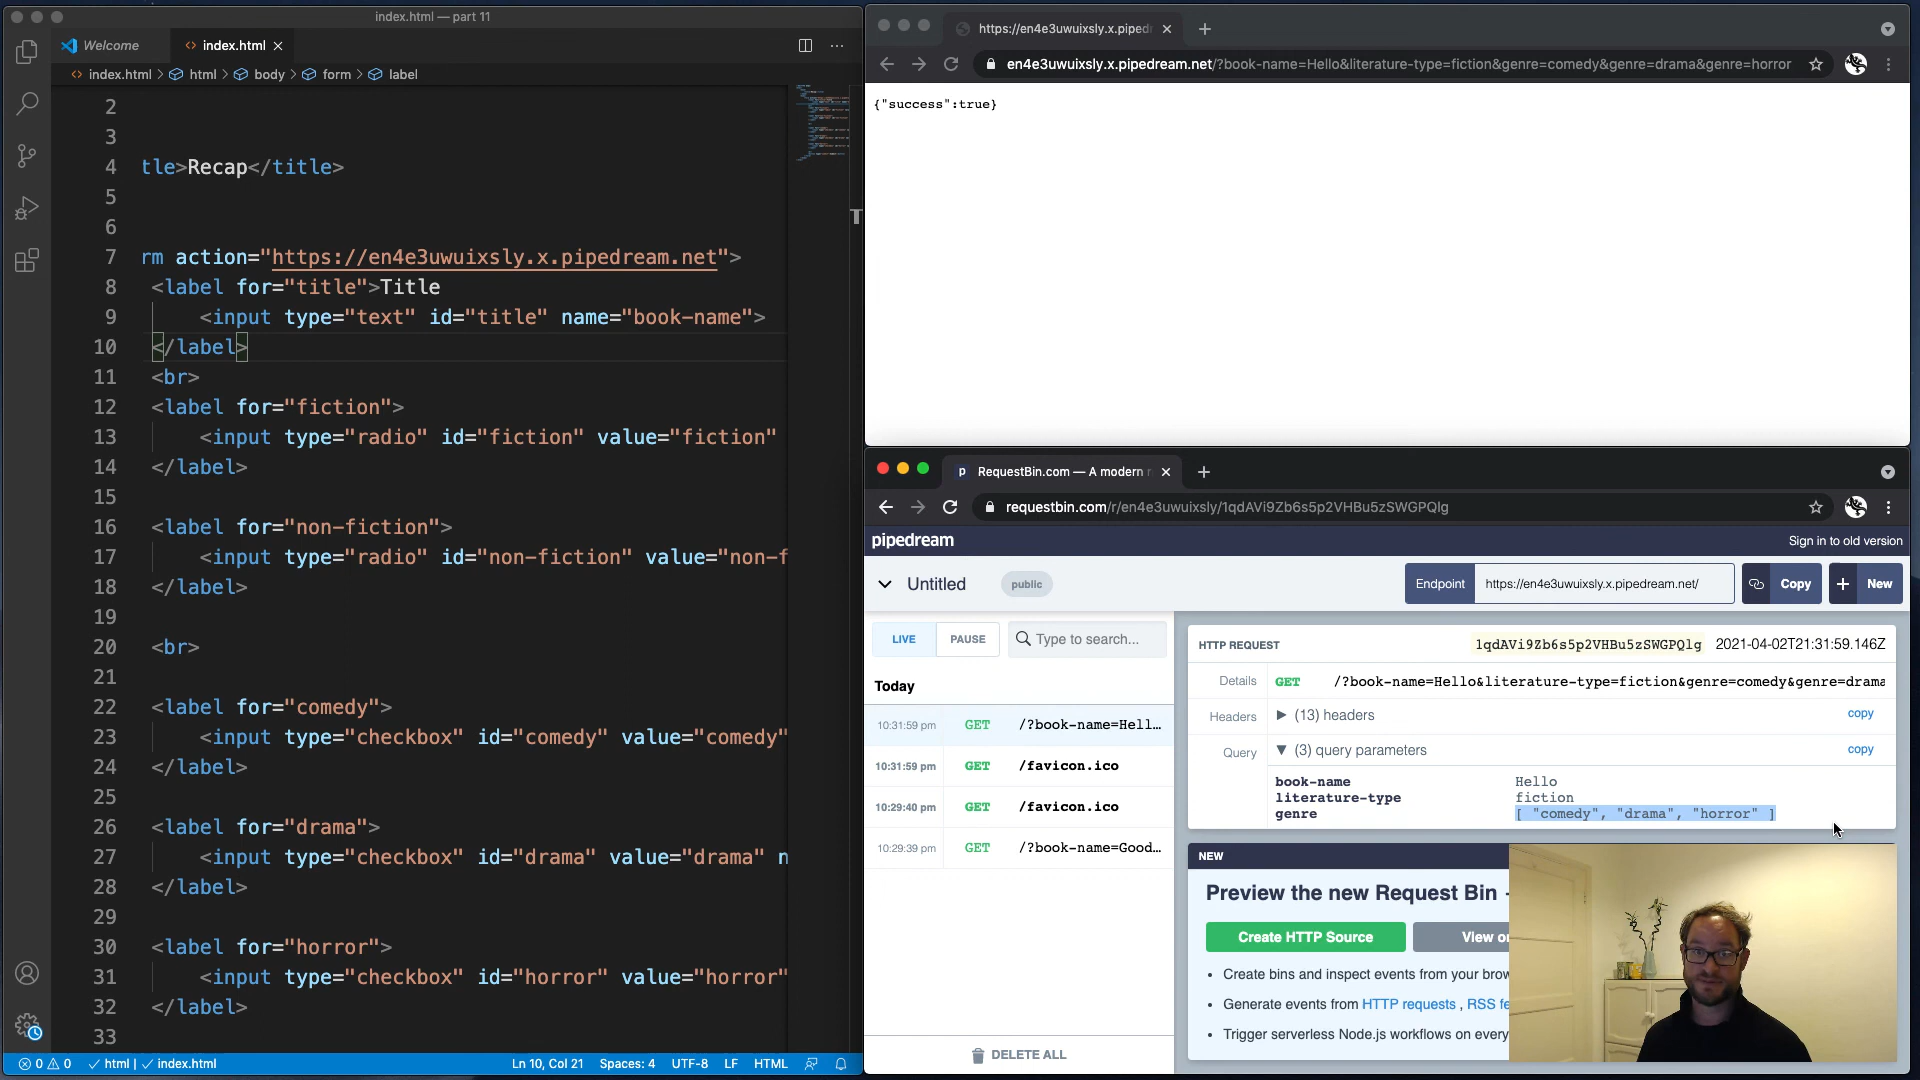 index.html — part 11
Welcome
index.html
index.html
html
body
form
label
2
3
4 tle>Recap</title>
5
6
7 rm action="https://en4e3uwuixsly.x.pipedream.net">
8 <label for="title">Title
9 <input type="text" id="title" name="book-name">
10 </label>
11 <br>
12 <label for="fiction">
13 <input type="radio" id="fiction" value="fiction"
14 </label>
15
16 <label for="non-fiction">
17 <input type="radio" id="non-fiction" value="non-f
18 </label>
19
20 <br>
21
22 <label for="comedy">
23 <input type="checkbox" id="comedy" value="comedy"
24 </label>
25
26 <label for="drama">
27 <input type="checkbox" id="drama" value="drama" n
28 </label>
29
30 <label for="horror">
31 <input type="checkbox" id="horror" value="horror"
32 </label>
33
0 0 html | index.html Ln 10, Col 21 Spaces: 4 UTF-8 LF HTML
https://en4e3uwuixsly.x.piped
en4e3uwuixsly.x.pipedream.net/?book-name=Hello&literature-type=fiction&genre=comedy&genre=drama&genre=horror
{"success":true}
RequestBin.com — A modern r
requestbin.com/r/en4e3uwuixsly/1qdAVi9Zb6s5p2VHBu5zSWGPQlg
pipedream
Sign in to old version
Untitled
public
Endpoint
https://en4e3uwuixsly.x.pipedream.net/
Copy
New
LIVE
PAUSE
Type to search...
Today
10:31:59 pm GET /?book-name=Hell…
10:31:59 pm GET /favicon.ico
10:29:40 pm GET /favicon.ico
10:29:39 pm GET /?book-name=Good…
DELETE ALL
HTTP REQUEST
1qdAVi9Zb6s5p2VHBu5zSWGPQlg
2021-04-02T21:31:59.146Z
Details GET /?book-name=Hello&literature-type=fiction&genre=comedy&genre=drama
Headers (13) headers copy
Query (3) query parameters copy
book-name Hello
literature-type fiction
genre [ "comedy", "drama", "horror" ]
NEW
Preview the new Request Bin -
Create HTTP Source
View o
Create bins and inspect events from your brow
Generate events from HTTP requests , RSS fe
Trigger serverless Node.js workflows on every